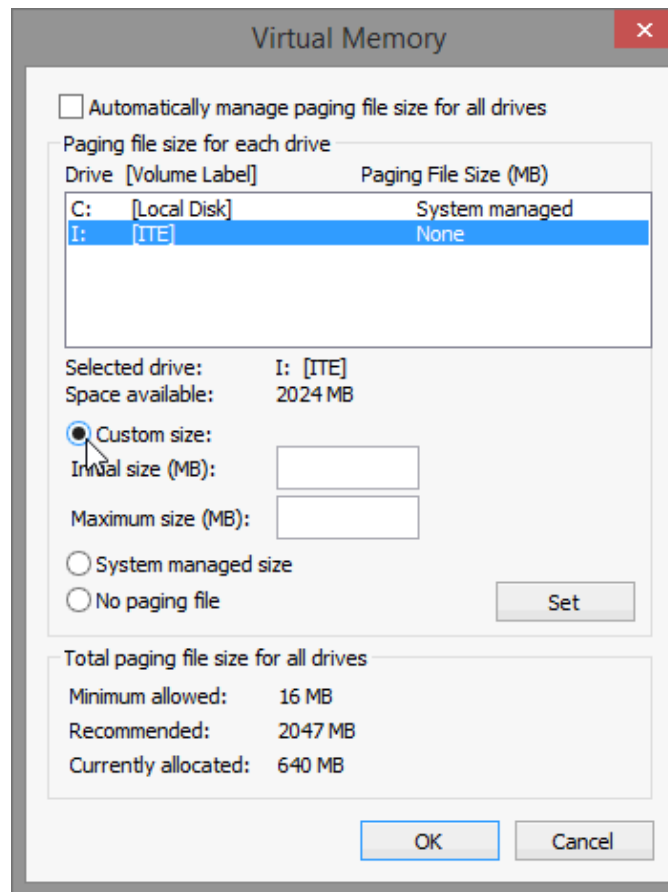 Virtual Memory
Automatically manage paging file size for all drives
Paging file size for each drive
Drive [Volume Label] Paging File Size (MB)
C: [Local Disk] System managed
I: [ITE] None
Selected drive: I: [ITE]
Space available: 2024 MB
Custom size:
Initial size (MB):
Maximum size (MB):
System managed size
No paging file
Set
Total paging file size for all drives
Minimum allowed: 16 MB
Recommended: 2047 MB
Currently allocated: 640 MB
OK Cancel